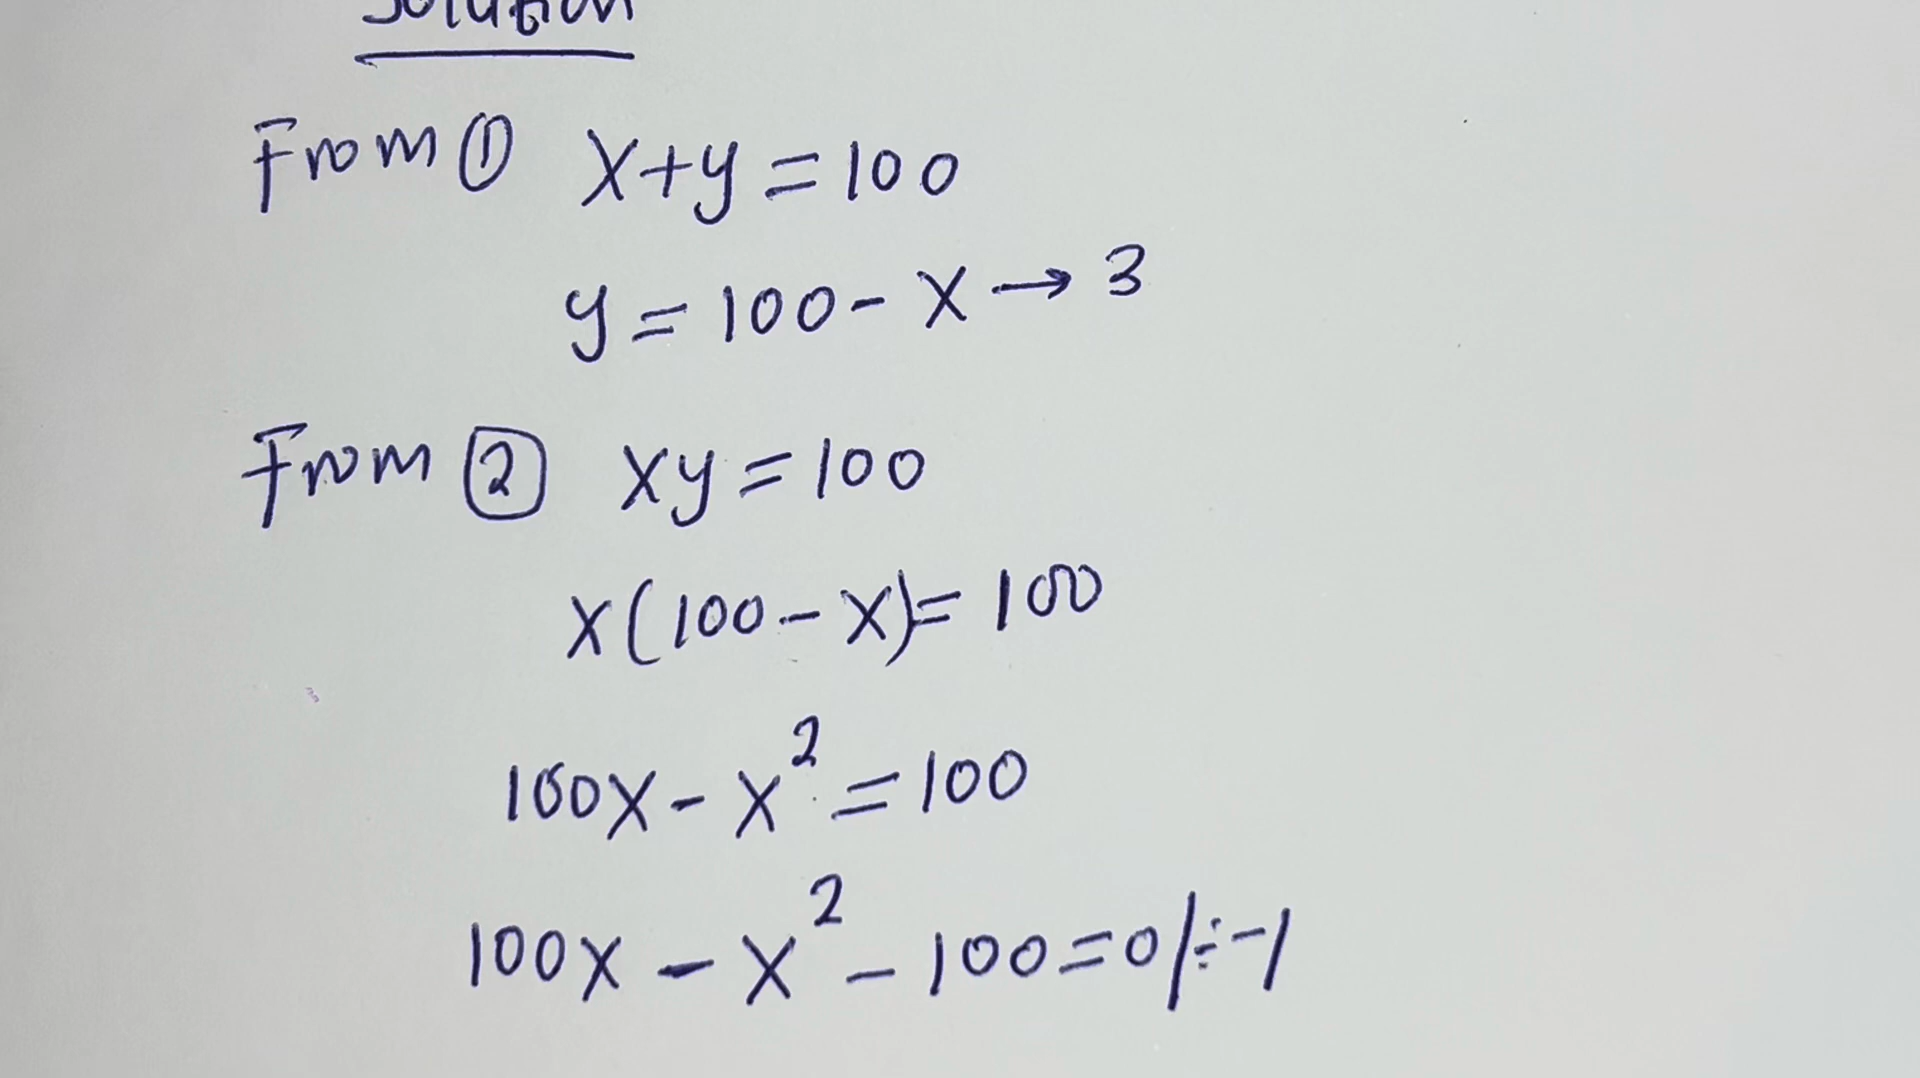 Solution
From ① x+y=100
y=100-x→3
From ② xy=100
x(100-x)=100
100x-x²=100
100x-x²-100=0/÷-1